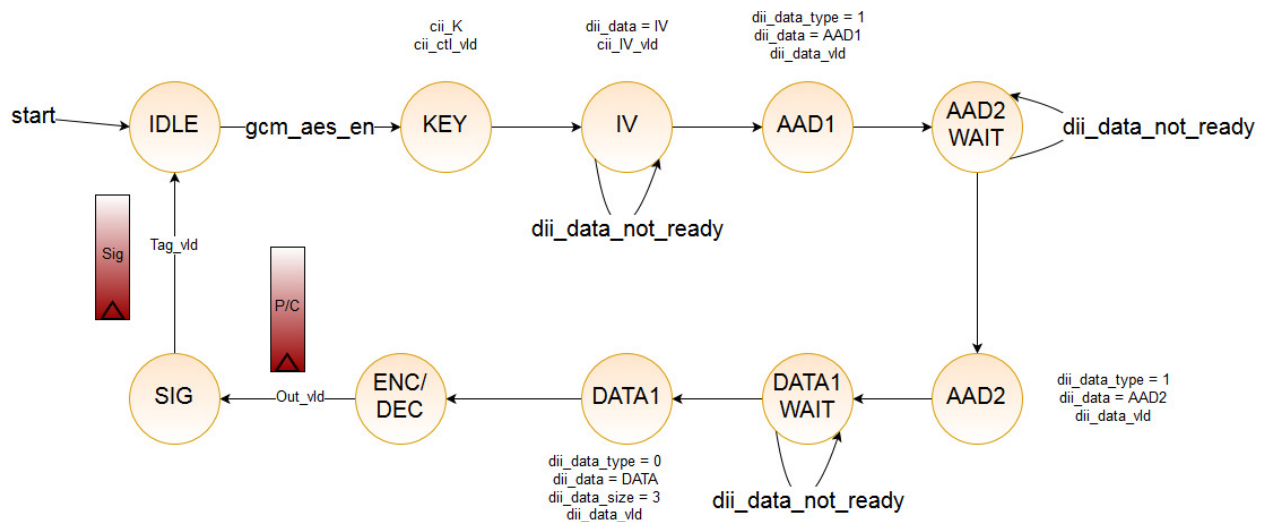 cii_K
cii_ctl_vld
dii_data = IV
cii_IV_vld
dii_data_type = 1
dii_data = AAD1
dii_data_vld
start
IDLE
gcm_aes_en
KEY
IV
AAD1
AAD2
WAIT
dii_data_not_ready
dii_data_not_ready
Sig
Tag_vld
P/C
SIG
Out_vld
ENC/
DEC
DATA1
DATA1
WAIT
AAD2
dii_data_type = 1
dii_data = AAD2
dii_data_vld
dii_data_type = 0
dii_data = DATA
dii_data_size = 3
dii_data_vld
dii_data_not_ready